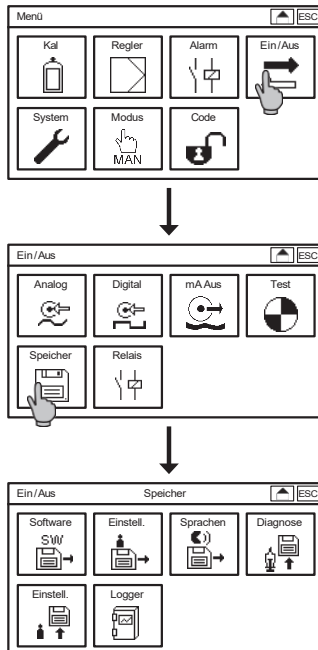 Menü ESC
Kal Regler Alarm Ein/Aus
System Modus Code
MAN
Ein/Aus ESC
Analog Digital mA Aus Test
Speicher Relais
Ein/Aus Speicher ESC
Software Einstell. Sprachen Diagnose
SW
Einstell. Logger